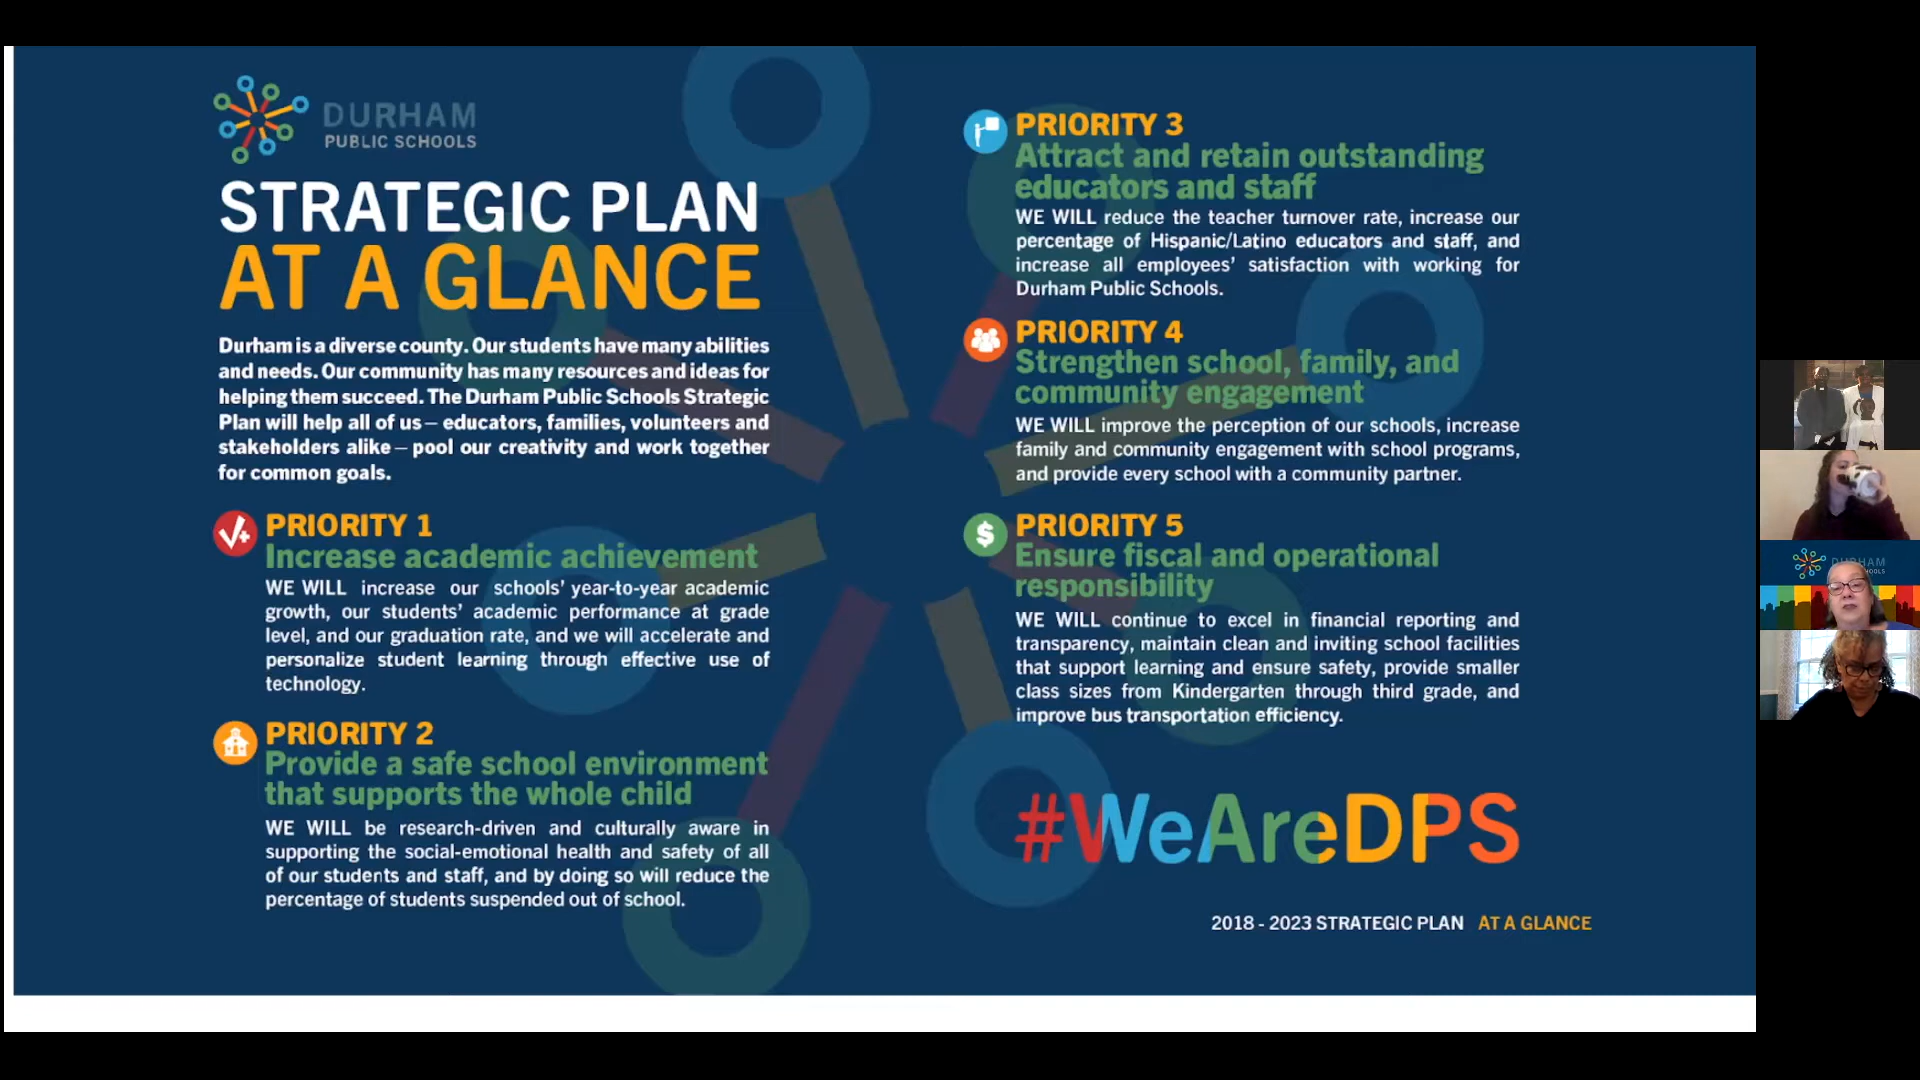 DURHAM
PUBLIC SCHOOLS
STRATEGIC PLAN
AT A GLANCE
Durham is a diverse county. Our students have many abilities
and needs. Our community has many resources and ideas for
helping them succeed. The Durham Public Schools Strategic
Plan will help all of us – educators, families, volunteers and
stakeholders alike – pool our creativity and work together
for common goals.
PRIORITY 1
Increase academic achievement
WE WILL increase our schools' year-to-year academic
growth, our students' academic performance at grade
level, and our graduation rate, and we will accelerate and
personalize student learning through effective use of
technology.
PRIORITY 2
Provide a safe school environment
that supports the whole child
WE WILL be research-driven and culturally aware in
supporting the social-emotional health and safety of all
of our students and staff, and by doing so will reduce the
percentage of students suspended out of school.
PRIORITY 3
Attract and retain outstanding
educators and staff
WE WILL reduce the teacher turnover rate, increase our
percentage of Hispanic/Latino educators and staff, and
increase all employees' satisfaction with working for
Durham Public Schools.
PRIORITY 4
Strengthen school, family, and
community engagement
WE WILL improve the perception of our schools, increase
family and community engagement with school programs,
and provide every school with a community partner.
PRIORITY 5
Ensure fiscal and operational
responsibility
WE WILL continue to excel in financial reporting and
transparency, maintain clean and inviting school facilities
that support learning and ensure safety, provide smaller
class sizes from Kindergarten through third grade, and
improve bus transportation efficiency.
#WeAreDPS
2018 - 2023 STRATEGIC PLAN AT A GLANCE
DURHAM